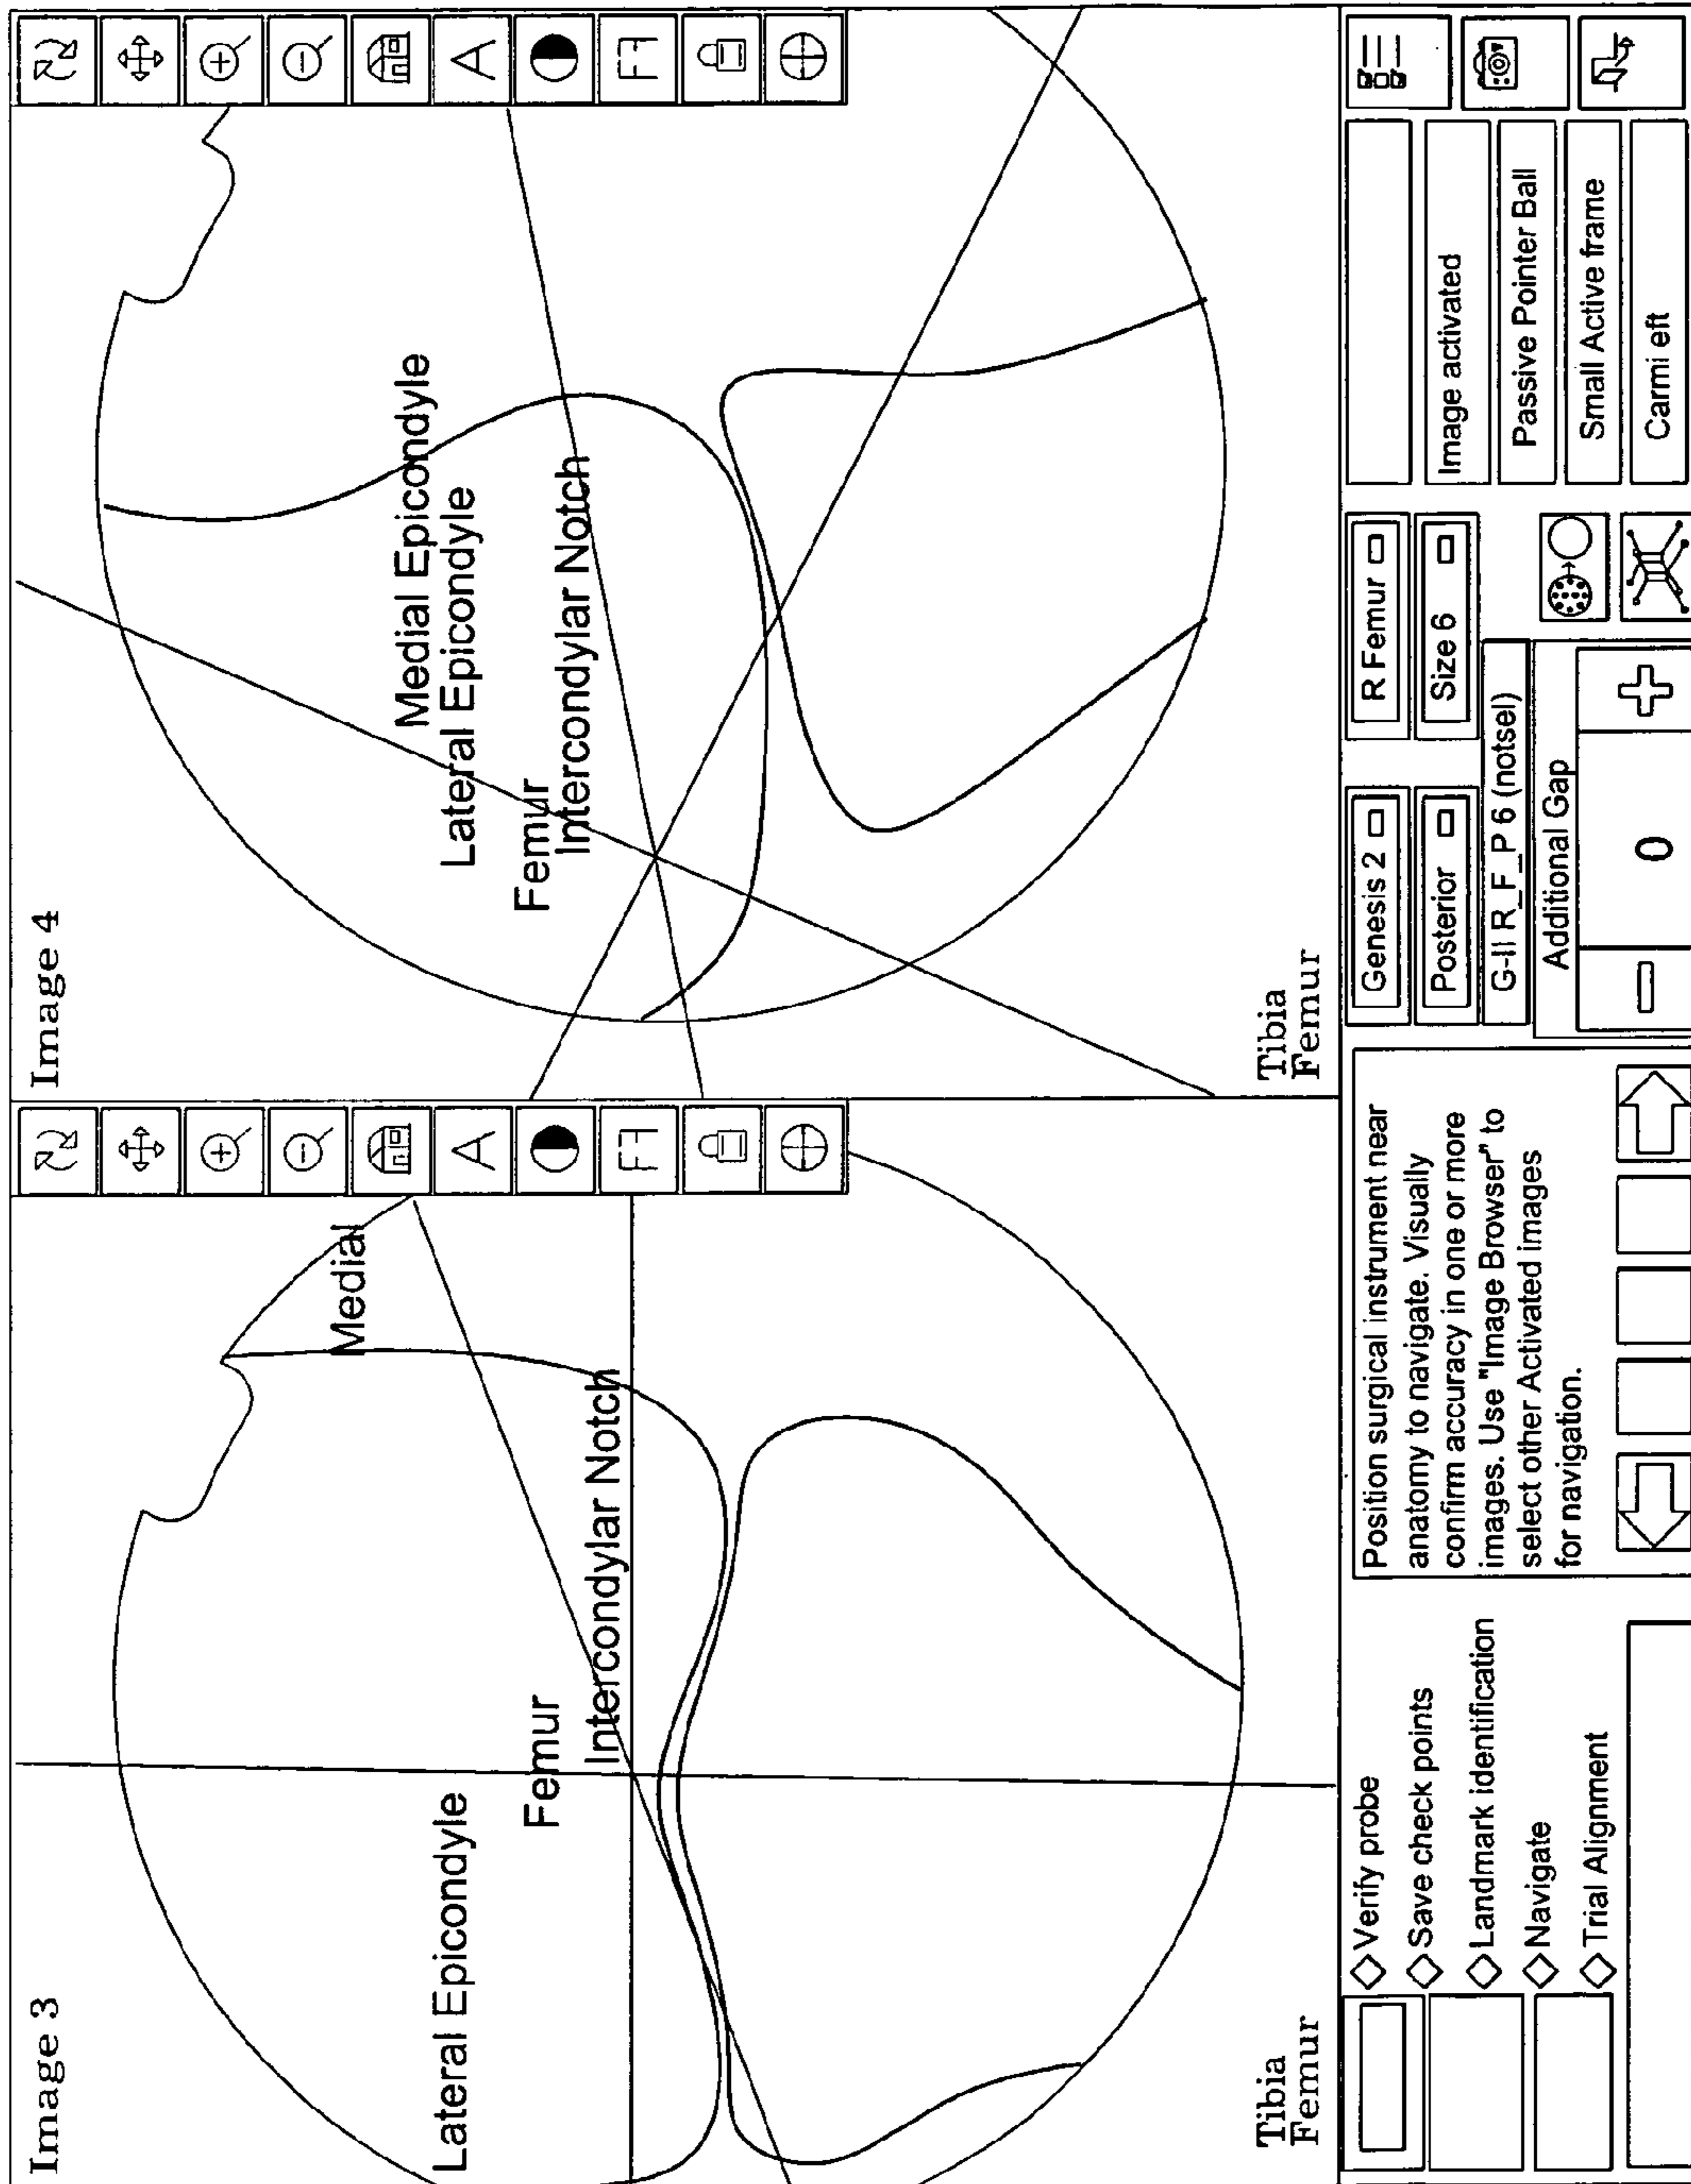 Image 3
Medial
Lateral Epicondyle
Femur
Intercondylar Notch
Tibia
Femur
A
Image 4
Medial Epicondyle
Lateral Epicondyle
Femur
Intercondylar Notch
Tibia
Femur
A
Verify probe
Save check points
Landmark identification
Navigate
Trial Alignment
Position surgical instrument near
anatomy to navigate. Visually
confirm accuracy in one or more
images. Use "Image Browser" to
select other Activated images
for navigation.
Genesis 2
R Femur
Posterior
Size 6
G-II R_F_P 6 (notsel)
Additional Gap
0
Image activated
Passive Pointer Ball
Small Active frame
Carmi eft